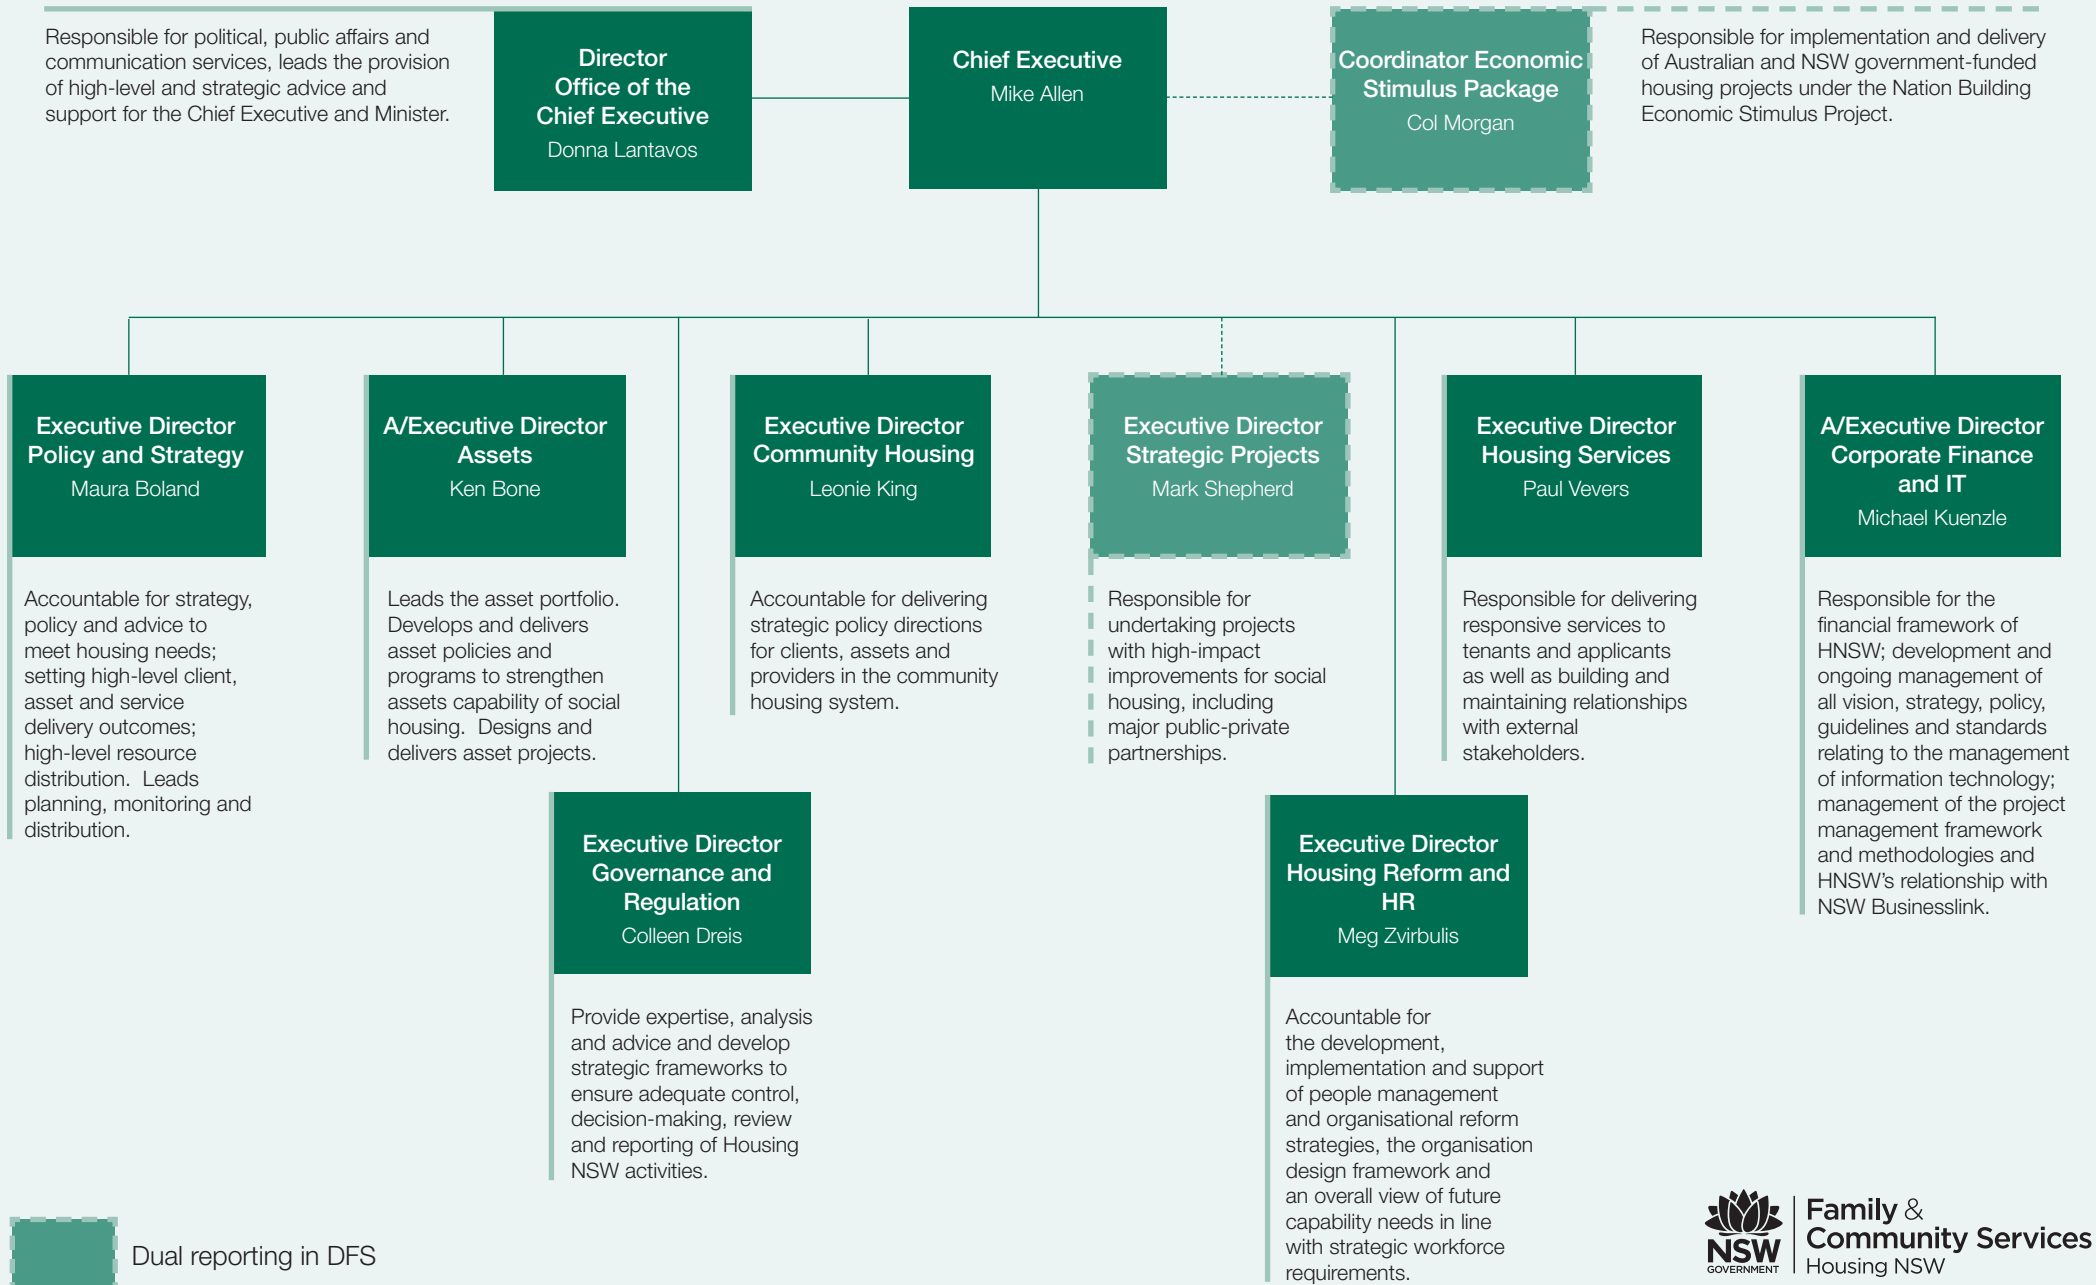 Responsible for political, public affairs and
communication services, leads the provision
of high-level and strategic advice and
support for the Chief Executive and Minister.
Director
Office of the
Chief Executive
Donna Lantavos
Chief Executive
Mike Allen
Coordinator Economic
Stimulus Package
Col Morgan
Responsible for implementation and delivery
of Australian and NSW government-funded
housing projects under the Nation Building
Economic Stimulus Project.
Executive Director
Policy and Strategy
Maura Boland
Accountable for strategy,
policy and advice to
meet housing needs;
setting high-level client,
asset and service
delivery outcomes;
high-level resource
distribution.  Leads
planning, monitoring and
distribution.
A/Executive Director
Assets
Ken Bone
Leads the asset portfolio.
Develops and delivers
asset policies and
programs to strengthen
assets capability of social
housing.  Designs and
delivers asset projects.
Executive Director
Community Housing
Leonie King
Accountable for delivering
strategic policy directions
for clients, assets and
providers in the community
housing system.
Executive Director
Strategic Projects
Mark Shepherd
Responsible for
undertaking projects
with high-impact
improvements for social
housing, including
major public-private
partnerships.
Executive Director
Housing Services
Paul Vevers
Responsible for delivering
responsive services to
tenants and applicants
as well as building and
maintaining relationships
with external
stakeholders.
A/Executive Director
Corporate Finance
and IT
Michael Kuenzle
Responsible for the
financial framework of
HNSW; development and
ongoing management of
all vision, strategy, policy,
guidelines and standards
relating to the management
of information technology;
management of the project
management framework
and methodologies and
HNSW's relationship with
NSW Businesslink.
Executive Director
Governance and
Regulation
Colleen Dreis
Provide expertise, analysis
and advice and develop
strategic frameworks to
ensure adequate control,
decision-making, review
and reporting of Housing
NSW activities.
Executive Director
Housing Reform and
HR
Meg Zvirbulis
Accountable for
the development,
implementation and support
of people management
and organisational reform
strategies, the organisation
design framework and
an overall view of future
capability needs in line
with strategic workforce
requirements.
Dual reporting in DFS
NSW
GOVERNMENT
Family &
Community Services
Housing NSW